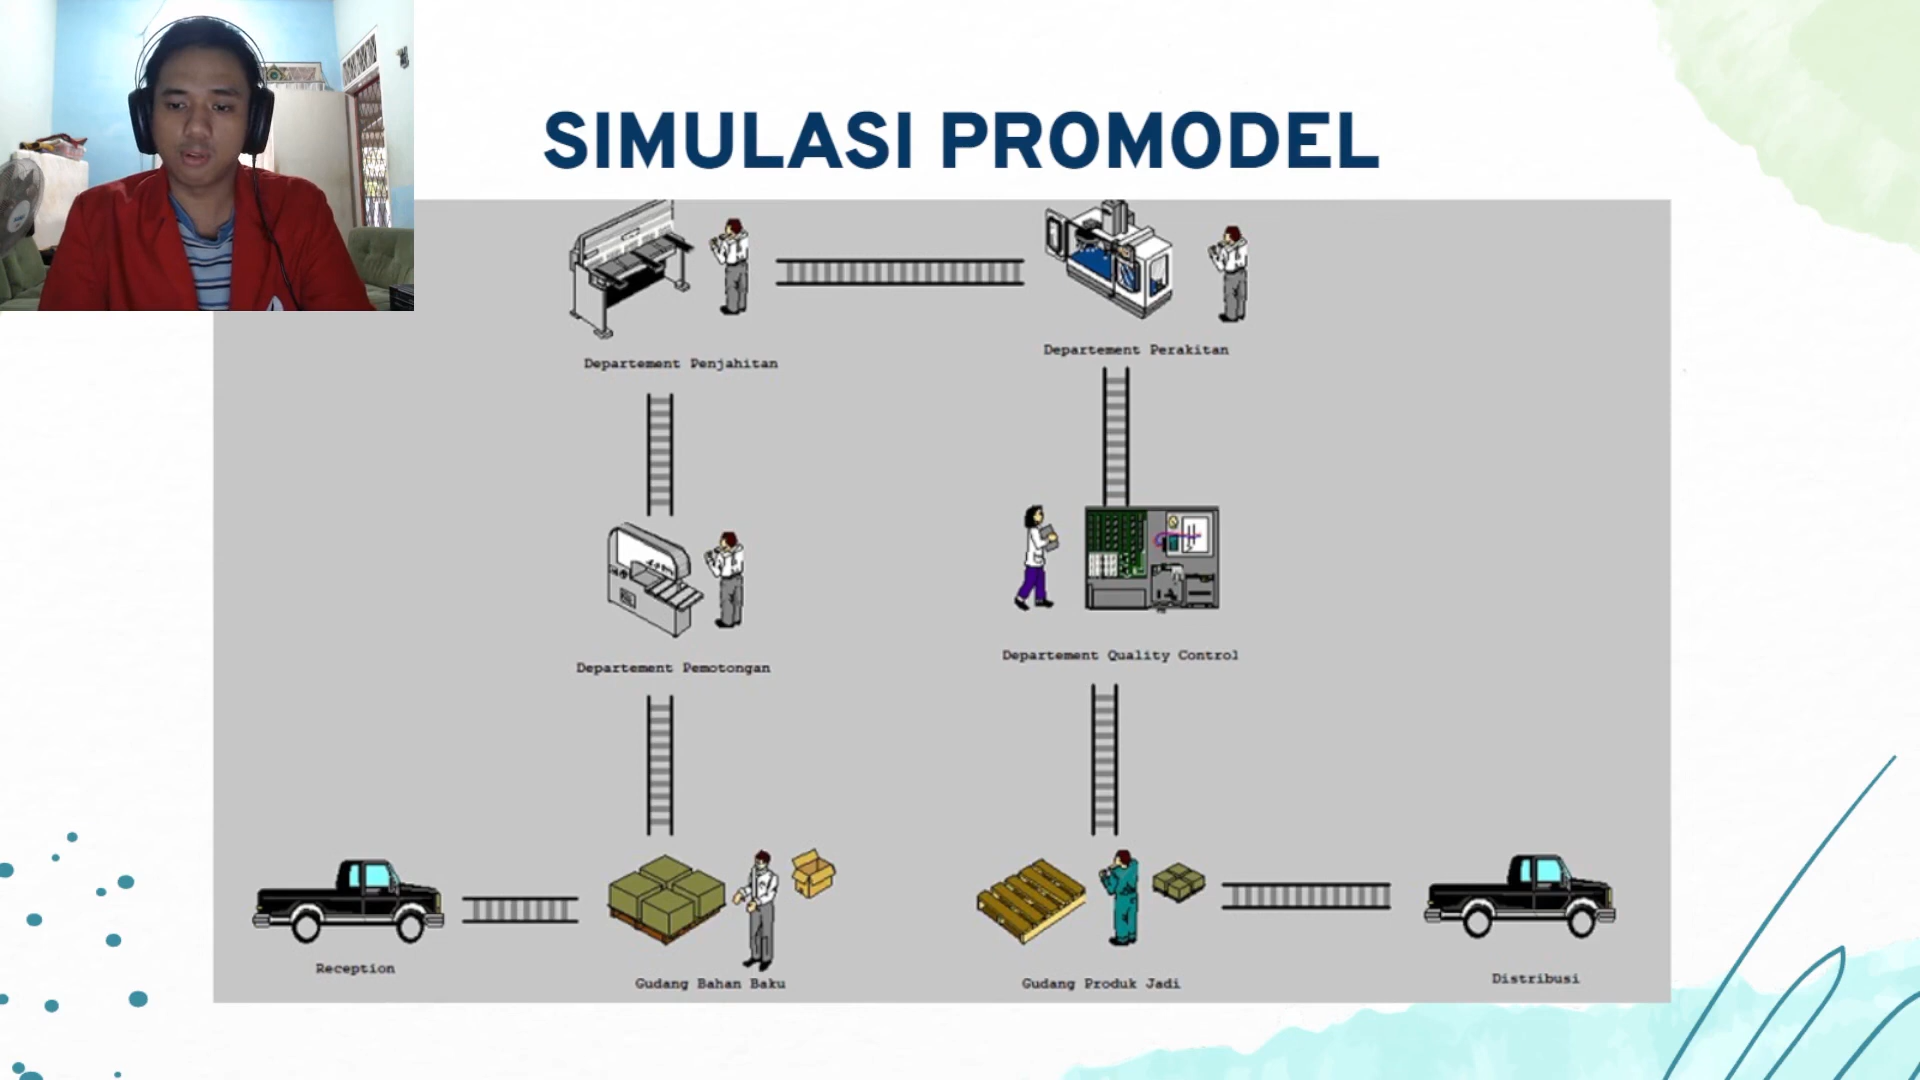 SIMULASI PROMODEL
Departement Penjahitan
Departement Perakitan
Departement Pemotongan
Departement Quality Control
Reception
Gudang Bahan Baku
Gudang Produk Jadi
Distribusi